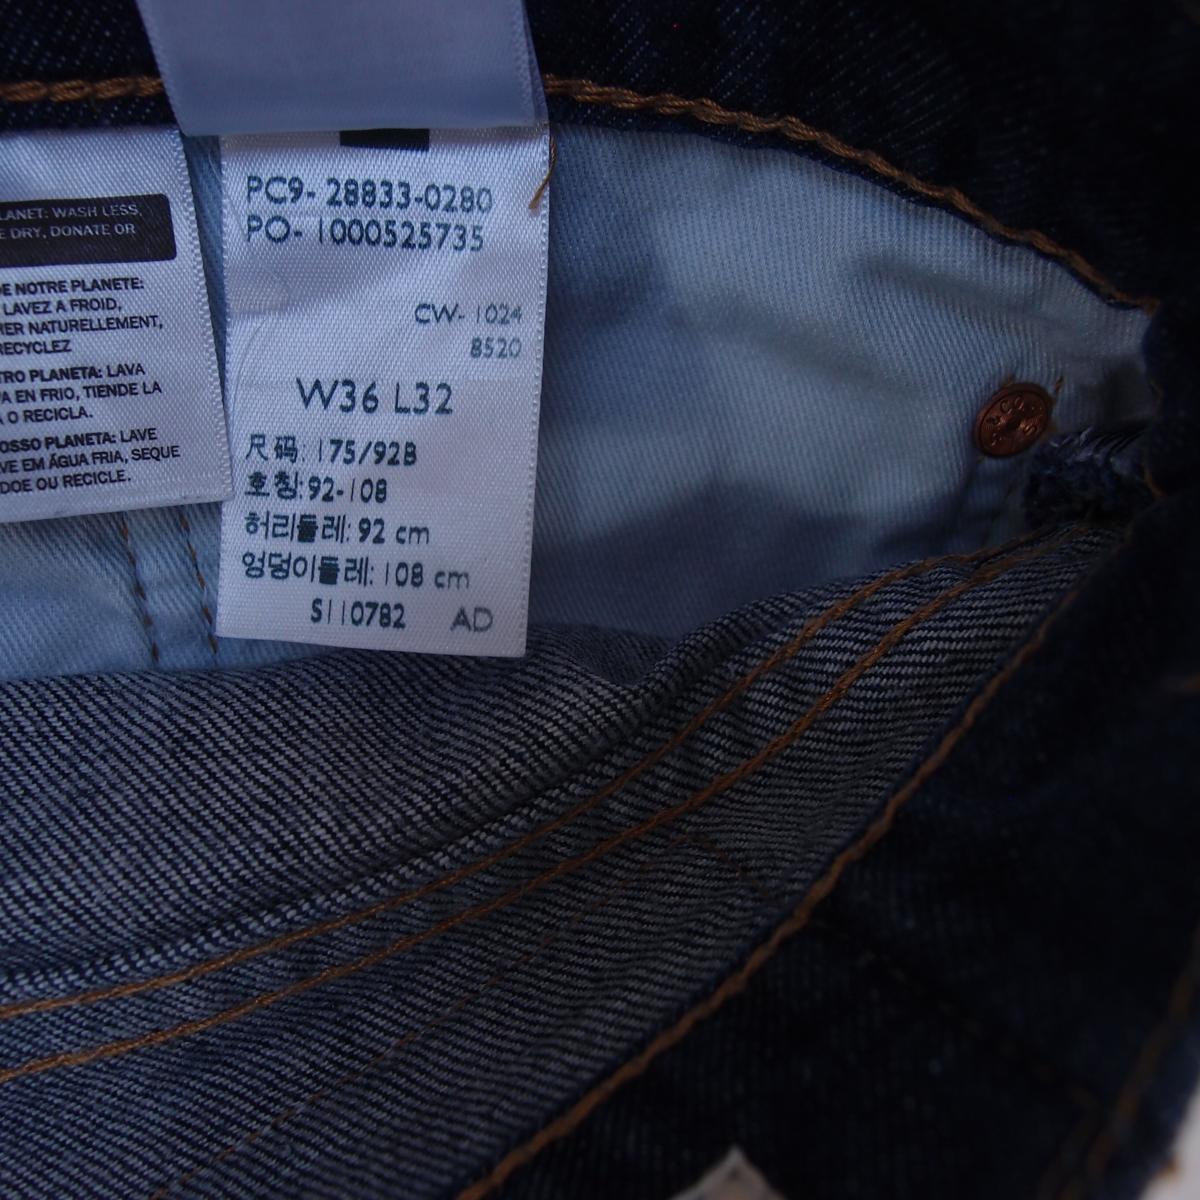 LANET: WASH LESS,
E DRY, DONATE OR
DE NOTRE PLANETE:
LAVEZ A FROID,
HER NATURELLEMENT,
RECYCLEZ
TRO PLANETA: LAVA
A EN FRIO, TIENDE LA
A O RECICLA.
OSSO PLANETA: LAVE
VE EM ÁGUA FRIA, SEQUE
DOE OU RECICLE.
PC9- 28833-0280
PO- 1000525735
CW- 1024
8520
W36 L32
尺码: 175/92B
호칭: 92-108
허리둘레: 92 cm
엉덩이둘레: 108 cm
S110782 AD
& CO